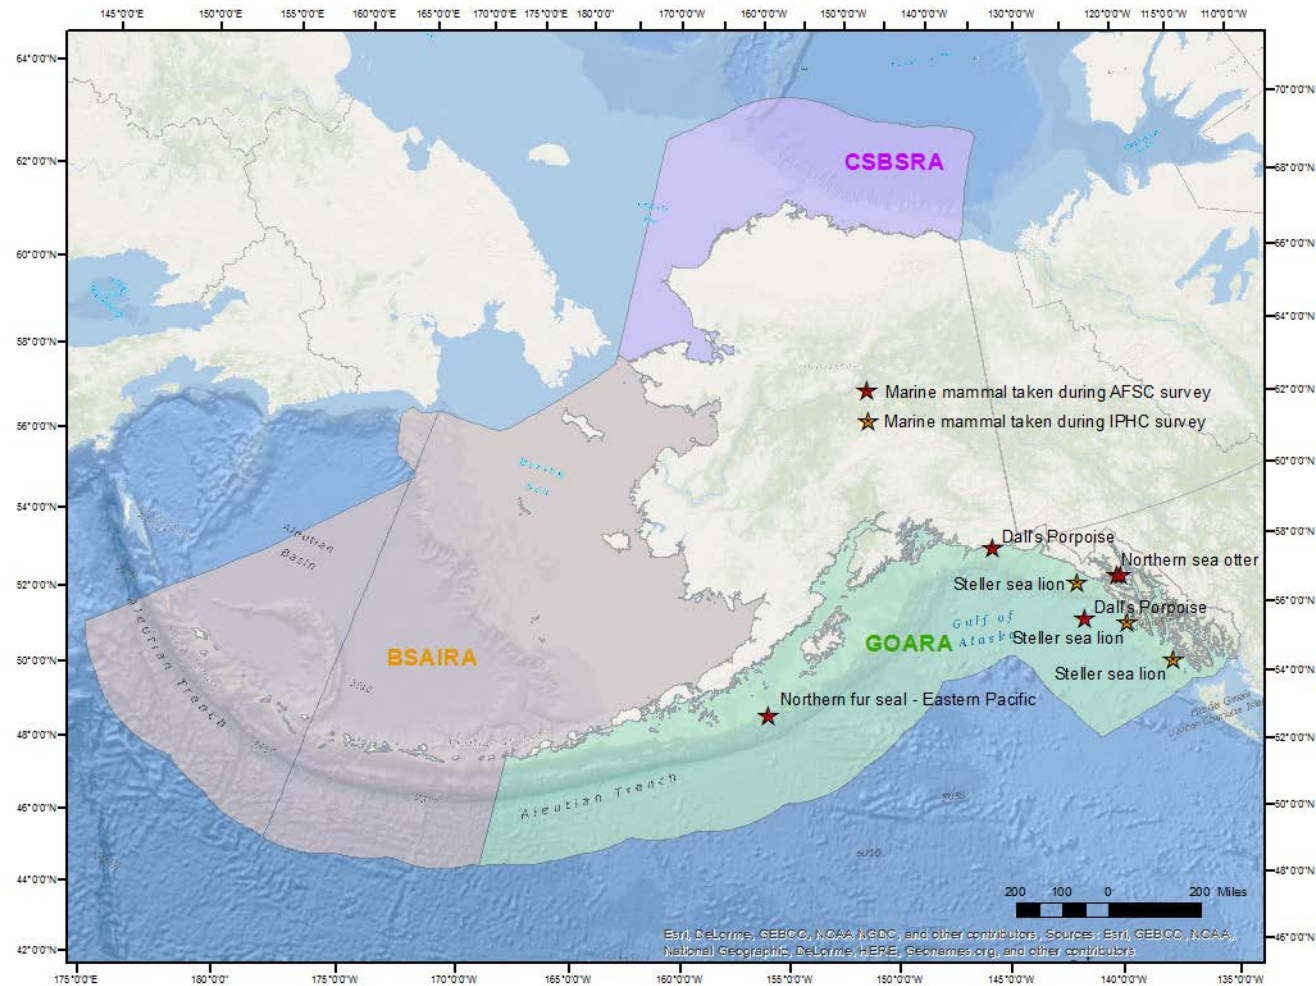 145°0'0"E 150°0'0"E 155°0'0"E 160°0'0"E 165°0'0"E 170°0'0"E 175°0'0"E 180°0'0" 170°0'0"W 160°0'0"W 150°0'0"W 140°0'0"W 130°0'0"W 120°0'0"W 115°0'0"W 110°0'0"W
64°0'0"N
70°0'0"N
62°0'0"N
CSBSRA
68°0'0"N
60°0'0"N
66°0'0"N
58°0'0"N
64°0'0"N
Marine mammal taken during AFSC survey
62°0'0"N
Marine mammal taken during IPHC survey
56°0'0"N
60°0'0"N
Bering
Sea
54°0'0"N
Aleutian
Basin
58°0'0"N
Dall's Porpoise
Northern sea otter
52°0'0"N
Steller sea lion
56°0'0"N
Dall's Porpoise
Aleutian Trench
Gulf of
Alaska
Steller sea lion
BSAIRA
GOARA
50°0'0"N
54°0'0"N
Steller sea lion
Northern fur seal - Eastern Pacific
48°0'0"N
52°0'0"N
Aleutian Trench
46°0'0"N
50°0'0"N
44°0'0"N
48°0'0"N
200 100 0 200 Miles
42°0'0"N
46°0'0"N
Esri, DeLorme, GEBCO, NOAA NGDC, and other contributors, Sources: Esri, GEBCO, NOAA,
National Geographic, DeLorme, HERE, Geonames.org, and other contributors
175°0'0"E 180°0'0" 175°0'0"W 170°0'0"W 165°0'0"W 160°0'0"W 155°0'0"W 150°0'0"W 145°0'0"W 140°0'0"W 135°0'0"W